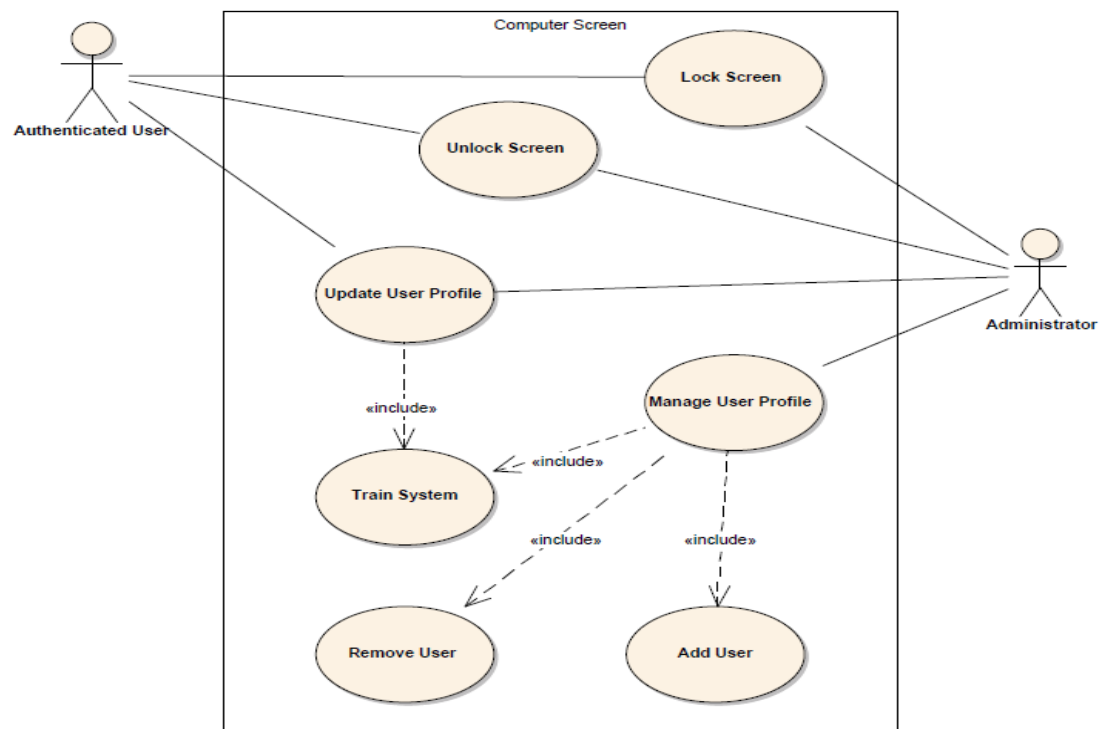 Computer Screen
Lock Screen
Authenticated User
Unlock Screen
Update User Profile
Administrator
Manage User Profile
«include»
«include»
Train System
«include»
«include»
Remove User
Add User